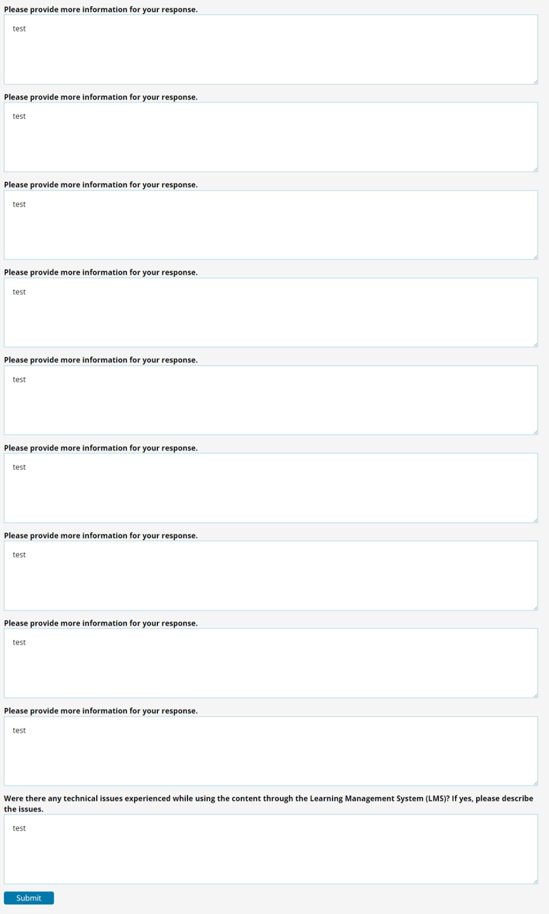 Please provide more information for your response.
test
Please provide more information for your response.
test
Please provide more information for your response.
test
Please provide more information for your response.
test
Please provide more information for your response.
test
Please provide more information for your response.
test
Please provide more information for your response.
test
Please provide more information for your response.
test
Please provide more information for your response.
test
Were there any technical issues experienced while using the content through the Learning Management System (LMS)? If yes, please describe
the issues.
test
Submit